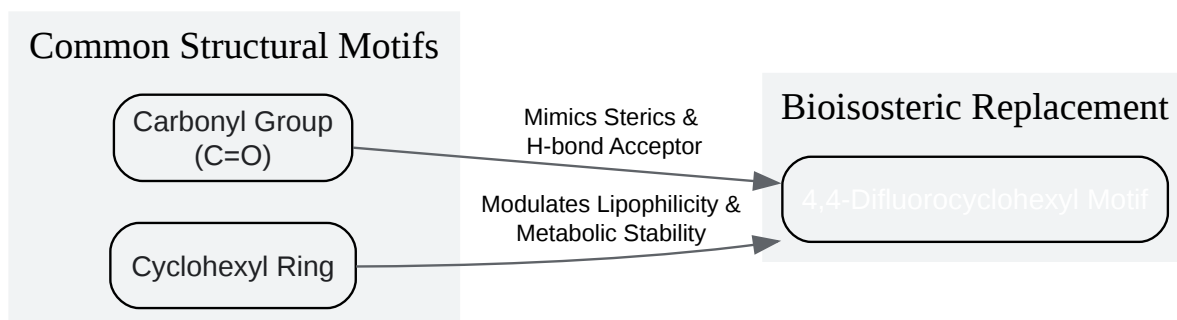 Common Structural Motifs
Carbonyl Group
(C=O)
Cyclohexyl Ring
Mimics Sterics &
H-bond Acceptor
Modulates Lipophilicity &
Metabolic Stability
Bioisosteric Replacement
4,4-Difluorocyclohexyl Motif